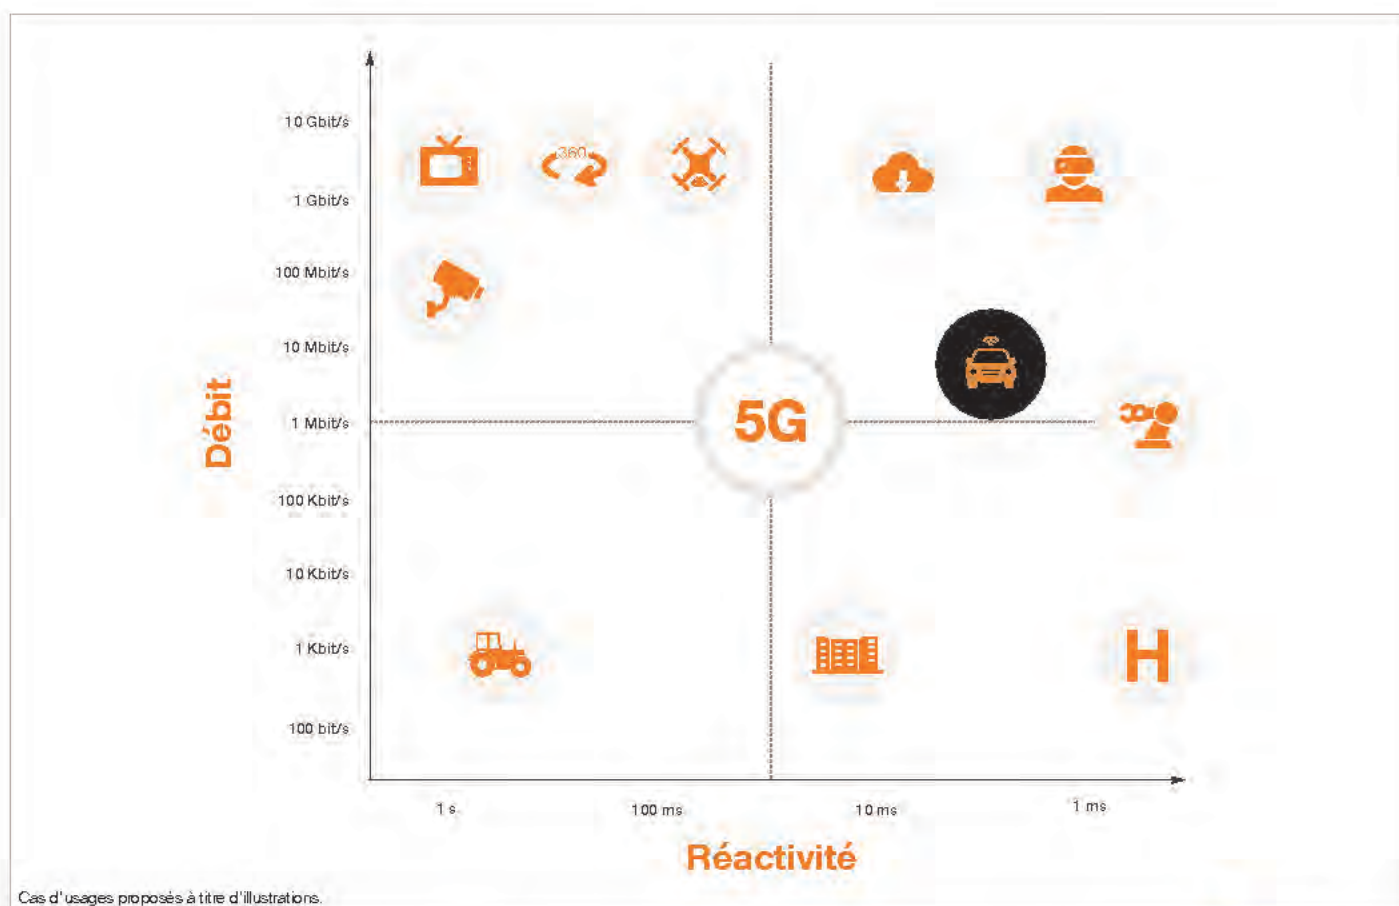 10 Gbit/s
360
1 Gbit/s
100 Mbit/s
10 Mbit/s
Débit
5G
1 Mbit/s
100 Kbit/s
10 Kbit/s
1 Kbit/s
H
100 bit/s
1 s
100 ms
10 ms
1 ms
Réactivité
Cas d'usages proposés à titre d'illustrations.